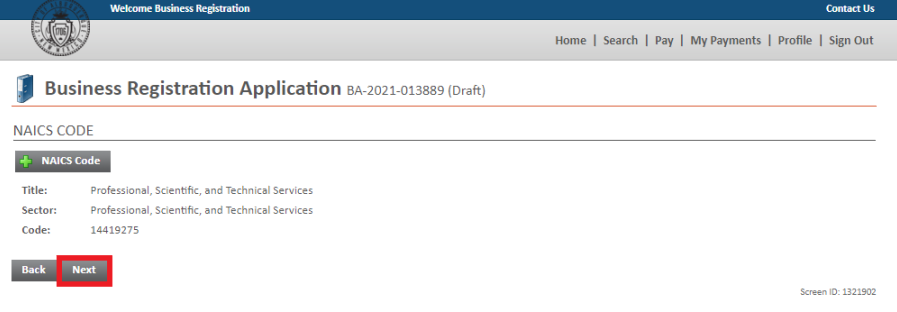 Welcome Business Registration
Contact Us
Home | Search | Pay | My Payments | Profile | Sign Out
Business Registration Application BA-2021-013889 (Draft)
NAICS CODE
NAICS Code
Title: Professional, Scientific, and Technical Services
Sector: Professional, Scientific, and Technical Services
Code: 14419275
Back Next
Screen ID: 1321902